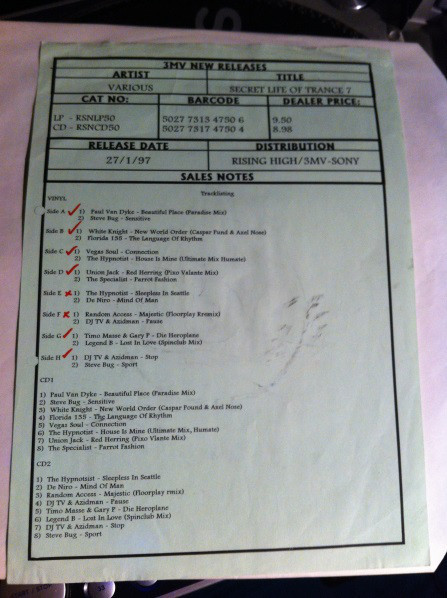 3MV NEW RELEASES
ARTIST TITLE
VARIOUS SECRET LIFE OF TRANCE 7
CAT NO: BARCODE DEALER PRICE:
LP - RSNLP50 5027 7313 4750 6 9.50
CD - RSNCD50 5027 7317 4750 4 8.98
RELEASE DATE DISTRIBUTION
27/1/97 RISING HIGH/3MV-SONY
SALES NOTES
Tracklisting
VINYL
Side A 1) Paul Van Dyke - Beautiful Place (Paradise Mix)
2) Steve Bug - Sensitive
Side B 1) White Knight - New World Order (Caspar Pound & Axel Nose)
2) Florida 135 - The Language Of Rhythm
Side C 1) Vegas Soul - Connection
2) The Hypnotist - House is Mine (Ultimate Mix Humate)
Side D 1) Union Jack - Red Herring (Fixo Vlante Mix)
2) The Specialist - Parrot Fashion
Side E 1) The Hypnotist - Sleepless In Seattle
2) De Niro - Mind Of Man
Side F 1) Random Access - Majestic (Floorplay Rremix)
2) DJ TV & Azidman - Pause
Side G 1) Timo Masse & Gary F - Die Heroplane
2) Legend B - Lost In Love (Spinclub Mix)
Side H 1) DJ TV & Azidman - Stop
2) Steve Bug - Sport
CD1
1) Paul Van Dyke - Beautiful Place (Paradise Mix)
2) Steve Bug - Sensitive
3) White Knight - New World Order (Caspar Pound & Axel Nose)
4) Florida 135 - The Language Of Rhythm
5) Vegas Soul - Connection
6) The Hypnotist - House Is Mine (Ultimate Mix, Humate)
7) Union Jack - Red Herring (Fixo Vlante Mix)
8) The Specialist - Parrot Fashion
CD2
1) The Hypnotsist - Sleepless In Seattle
2) De Niro - Mind Of Man
3) Random Access - Majestic (Floorplay rmix)
4) DJ TV & Azidman - Pause
5) Timo Masse & Gary F - Die Heroplane
6) Legend B - Lost In Love (Spinclub Mix)
7) DJ TV & Azidman - Stop
8) Steve Bug - Sport